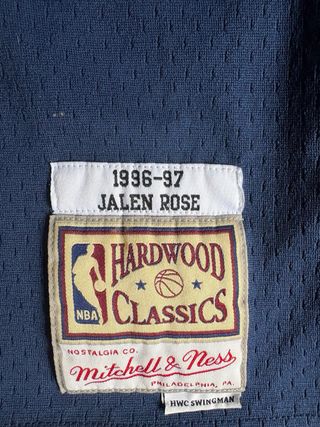 1996-97
JALEN ROSE
HARDWOOD
NBA
CLASSICS
NOSTALGIA CO.
Mitchell & Ness
PHILADELPHIA, PA.
HWC SWINGMAN